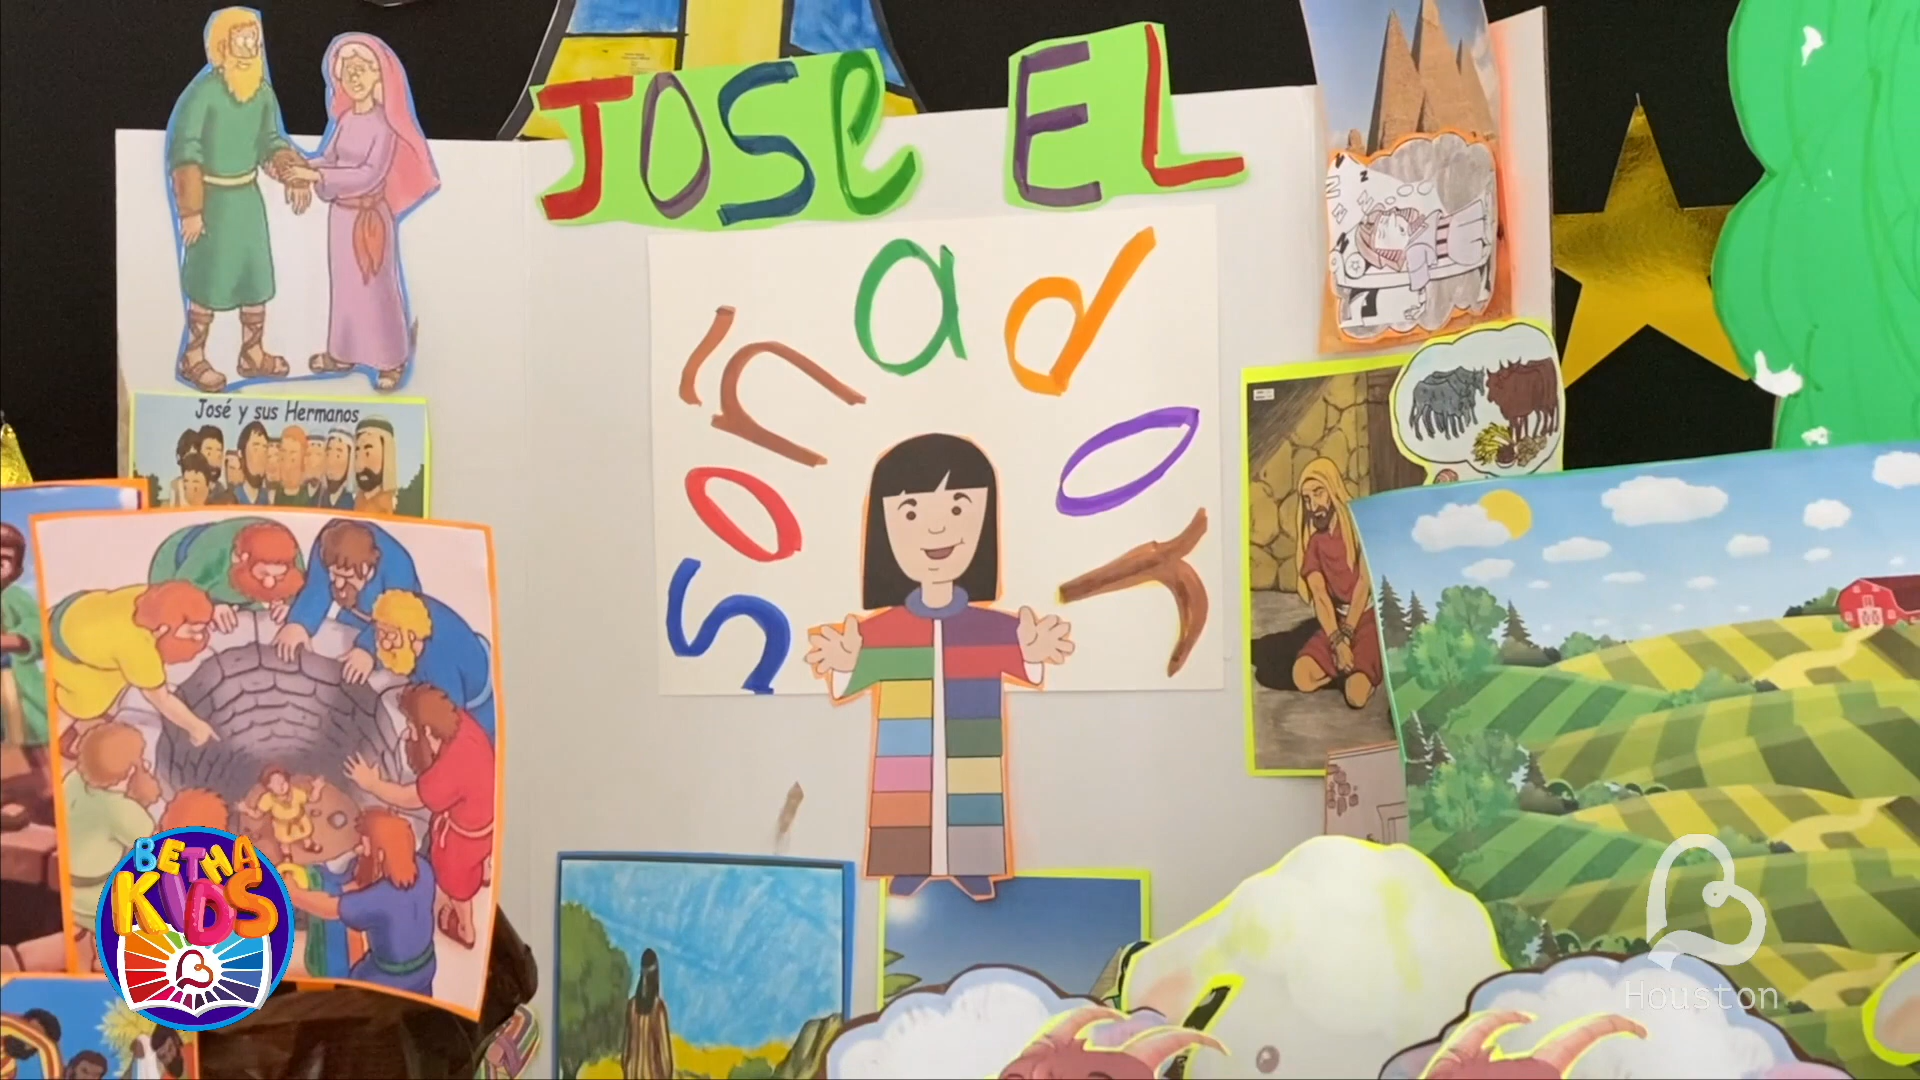 JOSe EL
soñador
José y sus Hermanos
Z Z
N
N
BETHA
KIDS
B
Houston